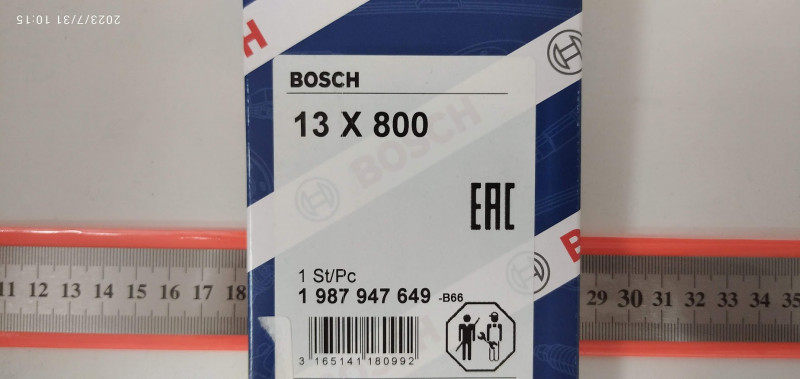 2023/7/31 10:15
BOSCH
BOSCH
13 X 800
EAC
1 St/Pc
1 987 947 649 -B66
11 12 13 14 15 16 17 18
29 30 31 32 33 34 35
3 165141 180992